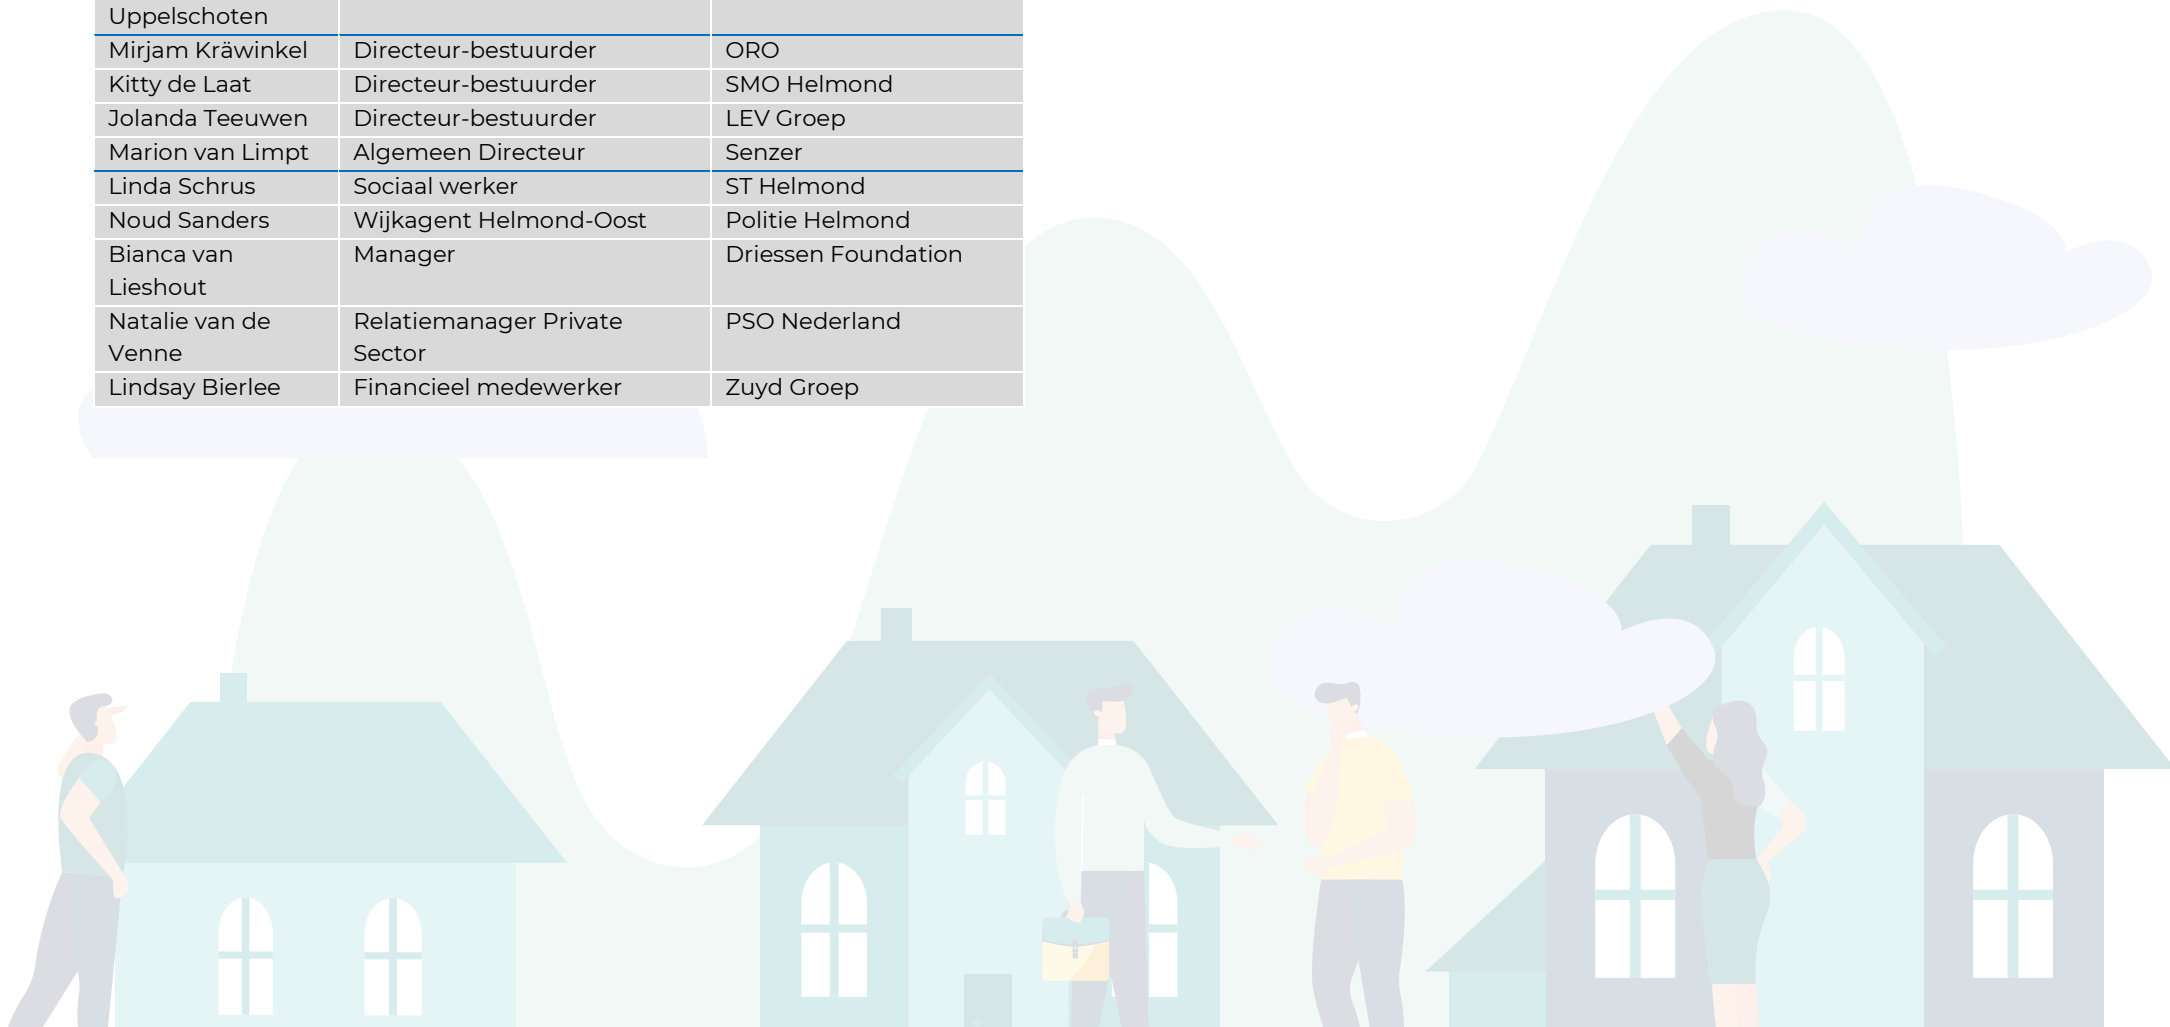 Uppelschoten
Mirjam Kräwinkel Directeur-bestuurder ORO
Kitty de Laat Directeur-bestuurder SMO Helmond
Jolanda Teeuwen Directeur-bestuurder LEV Groep
Marion van Limpt Algemeen Directeur Senzer
Linda Schrus Sociaal werker ST Helmond
Noud Sanders Wijkagent Helmond-Oost Politie Helmond
Bianca van Manager Driessen Foundation
Lieshout
Natalie van de Relatiemanager Private PSO Nederland
Venne Sector
Lindsay Bierlee Financieel medewerker Zuyd Groep